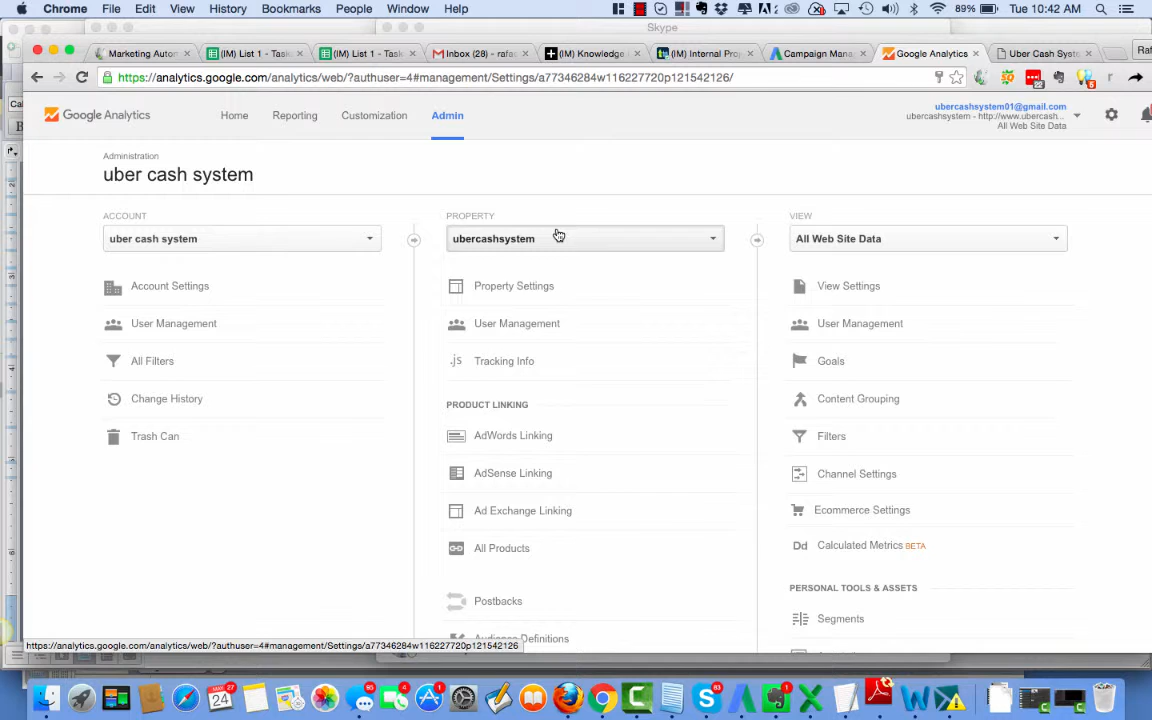 Chrome File Edit View History Bookmarks People Window Help
89% Tue 10:42 AM
Skype
Marketing Autom
(IM) List 1 - Task
(IM) List 1 - Task
Inbox (28) - rafac
(IM) Knowledge
(IM) Internal Pro
Campaign Mana
Google Analytics
Uber Cash Syste
https://analytics.google.com/analytics/web/?authuser=4#management/Settings/a77346284w116227720p121542126/
Google Analytics
Home Reporting Customization Admin
ubercashsystem01@gmail.com
ubercashsystem - http://www.ubercash...
All Web Site Data
Administration
uber cash system
ACCOUNT PROPERTY VIEW
uber cash system ubercashsystem All Web Site Data
Account Settings Property Settings View Settings
User Management User Management User Management
All Filters .js Tracking Info Goals
Change History PRODUCT LINKING Content Grouping
Trash Can AdWords Linking Filters
AdSense Linking Channel Settings
Ad Exchange Linking Ecommerce Settings
All Products Dd Calculated Metrics BETA
PERSONAL TOOLS & ASSETS
Postbacks Segments
Audience Definitions
https://analytics.google.com/analytics/web/?authuser=4#management/Settings/a77346284w116227720p121542126